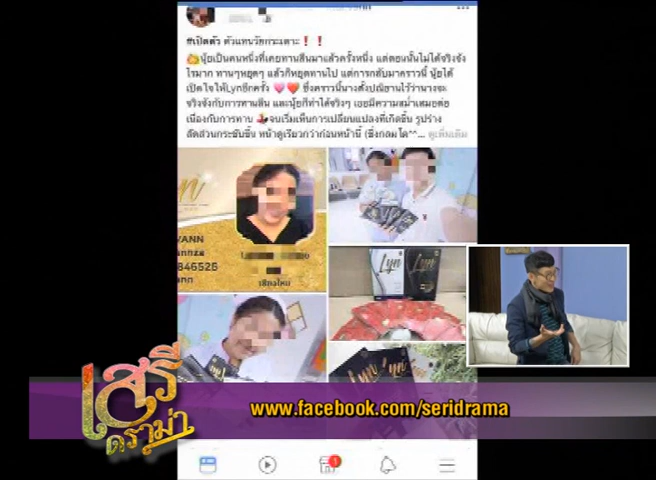 #เปิดตัว ตัวแทนวัยกระเตาะ❗❗
นุ้ยเป็นคนหนึ่งที่เคยทานลีนมาแล้วครั้งหนึ่ง แต่ตอนนั้นไม่ได้จริงจัง
ไรมาก ทานๆหยุดๆ แล้วก็หยุดทานไป แต่การกลับมาคราวนี้ นุ้ยได้
เปิดใจให้Lynอีกครั้ง 💗❤️ ซึ่งคราวนี้นางตั้งปณิธานไว้ว่านางจะ
จริงจังกับการทานลีน และนุ้ยก็ทำได้จริงๆ เธอมีความสม่ำเสมอต่อ
เนื่องกับการทาน 💃จนเริ่มเห็นการเปลี่ยนแปลงที่เกิดขึ้น รูปร่าง
สัดส่วนกระชับขึ้น หน้าดูเรียวกว่าก่อนหน้านี้ (ซึ่งกลมโต^^... ดูเพิ่มเติม
VANN
annze
846525
ann
เชียงใหม่
Lyn
Lyn
เสรี
ดราม่า
www.facebook.com/seridrama
1